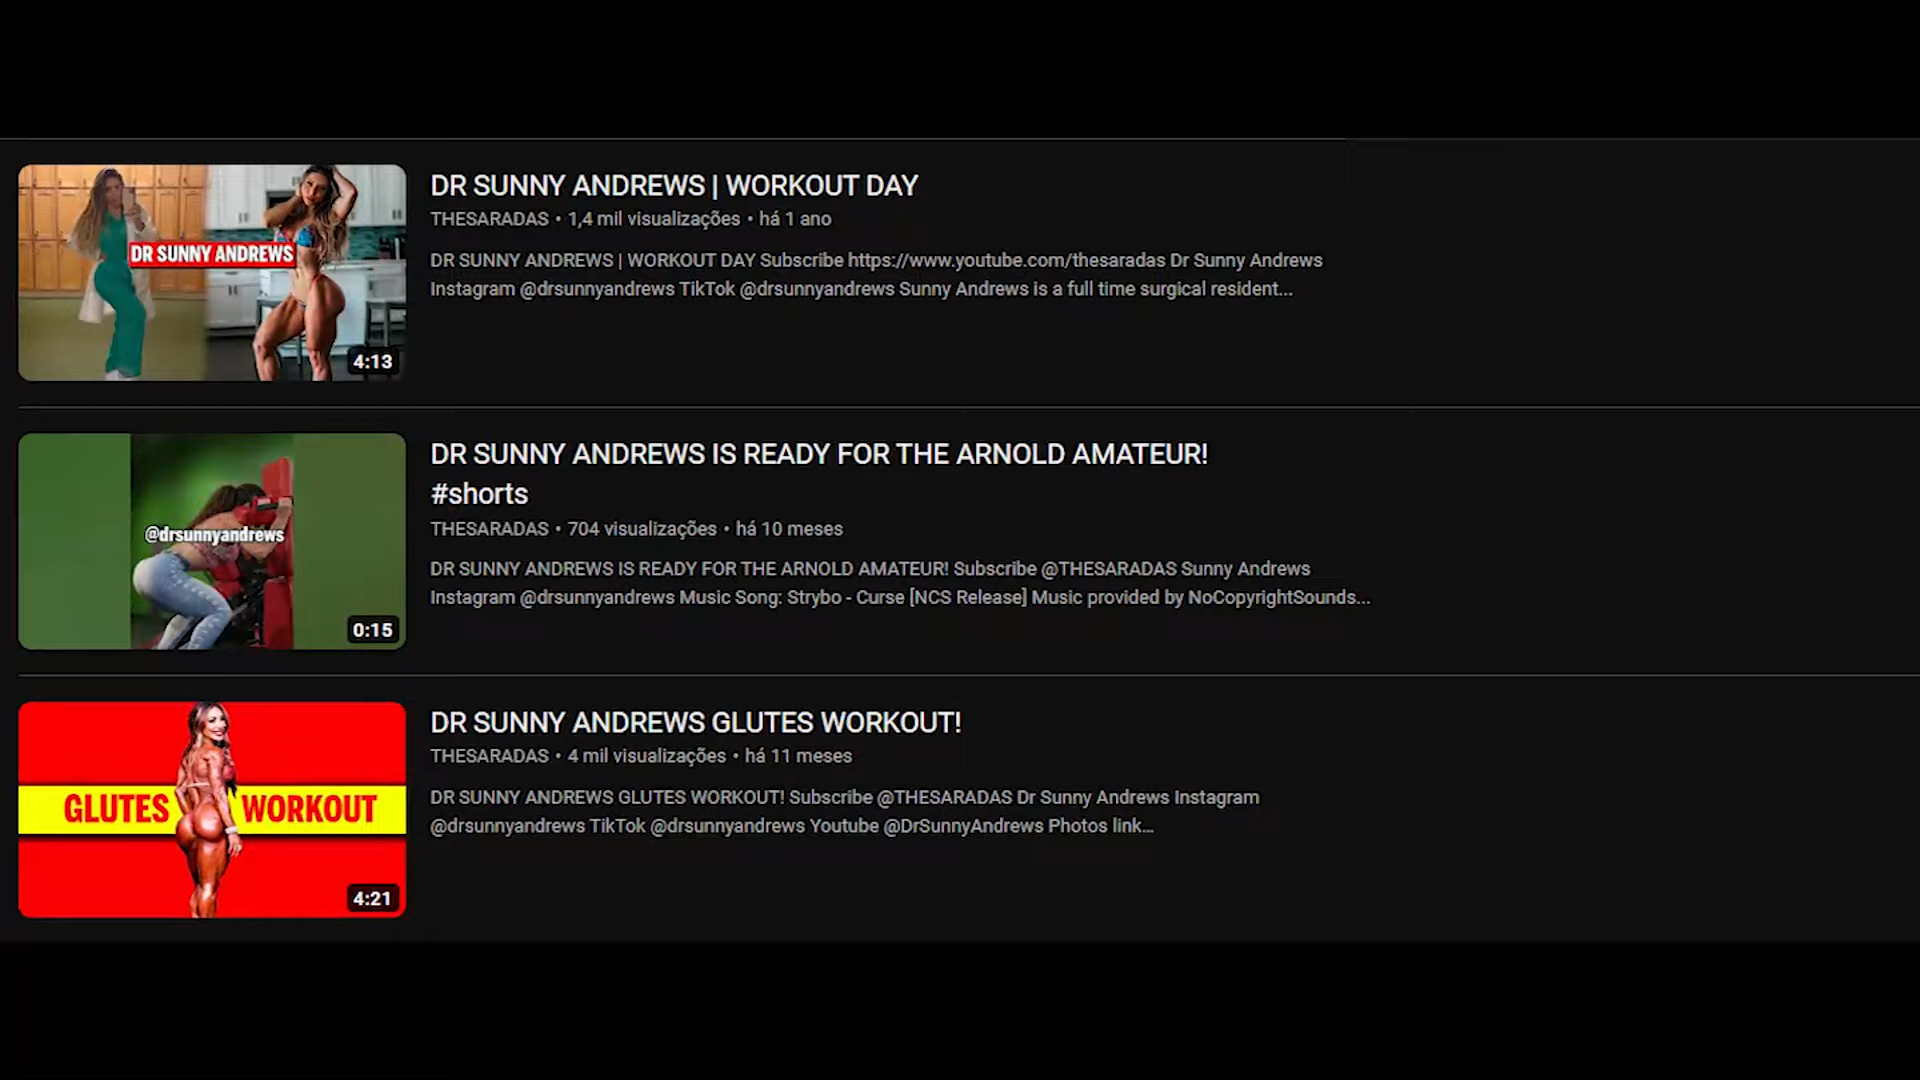 DR SUNNY ANDREWS
4:13
DR SUNNY ANDREWS | WORKOUT DAY
THESARADAS • 1,4 mil visualizações • há 1 ano
DR SUNNY ANDREWS | WORKOUT DAY Subscribe https://www.youtube.com/thesaradas Dr Sunny Andrews
Instagram @drsunnyandrews TikTok @drsunnyandrews Sunny Andrews is a full time surgical resident...
@drsunnyandrews
0:15
DR SUNNY ANDREWS IS READY FOR THE ARNOLD AMATEUR!
#shorts
THESARADAS • 704 visualizações • há 10 meses
DR SUNNY ANDREWS IS READY FOR THE ARNOLD AMATEUR! Subscribe @THESARADAS Sunny Andrews
Instagram @drsunnyandrews Music Song: Strybo - Curse [NCS Release] Music provided by NoCopyrightSounds...
GLUTES WORKOUT
4:21
DR SUNNY ANDREWS GLUTES WORKOUT!
THESARADAS • 4 mil visualizações • há 11 meses
DR SUNNY ANDREWS GLUTES WORKOUT! Subscribe @THESARADAS Dr Sunny Andrews Instagram
@drsunnyandrews TikTok @drsunnyandrews Youtube @DrSunnyAndrews Photos link...